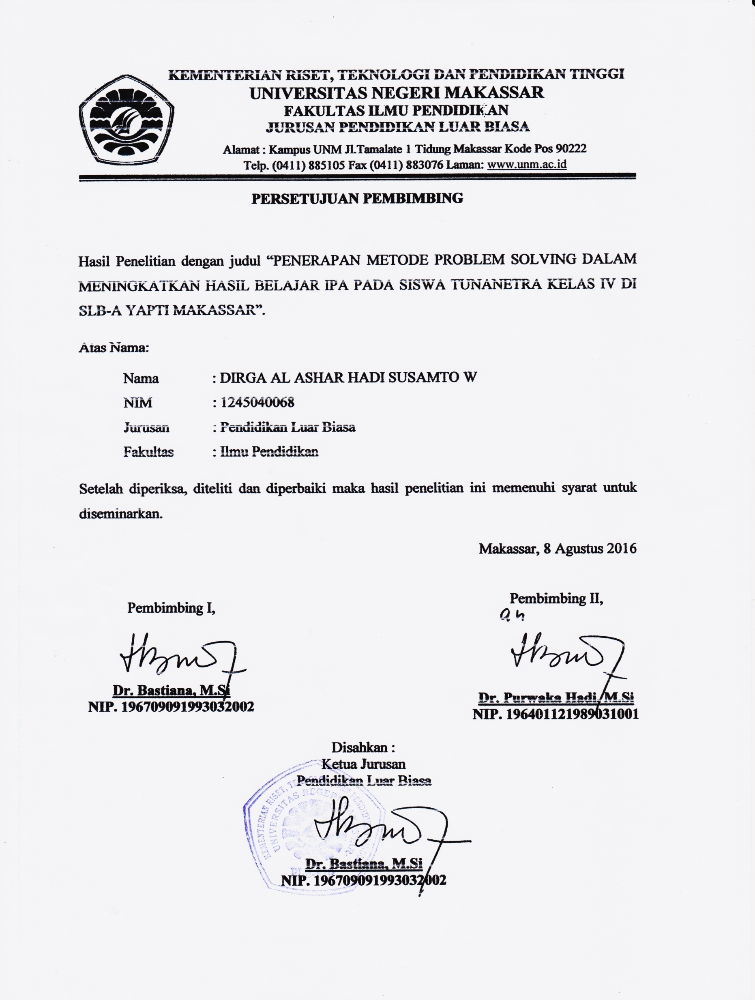 KEMENTERIAN RISET, TEKNOLOGI DAN PENDIDIKAN TINGGI
UNIVERSITAS NEGERI MAKASSAR
FAKULTAS ILMU PENDIDIKAN
JURUSAN PENDIDIKAN LUAR BIASA
Alamat : Kampus UNM Jl.Tamalate 1 Tidung Makassar Kode Pos 90222
Telp. (0411) 885105 Fax (0411) 883076 Laman: www.unm.ac.id
PERSETUJUAN PEMBIMBING
Hasil Penelitian dengan judul “PENERAPAN METODE PROBLEM SOLVING DALAM
MENINGKATKAN HASIL BELAJAR IPA PADA SISWA TUNANETRA KELAS IV DI
SLB-A YAPTI MAKASSAR”.
Atas Nama:
Nama : DIRGA AL ASHAR HADI SUSAMTO W
NIM : 1245040068
Jurusan : Pendidikan Luar Biasa
Fakultas : Ilmu Pendidikan
Setelah diperiksa, diteliti dan diperbaiki maka hasil penelitian ini memenuhi syarat untuk
diseminarkan.
Makassar, 8 Agustus 2016
Pembimbing I,
Dr. Bastiana, M.Si
NIP. 196709091993032002
Pembimbing II,
an
Dr. Purwaka Hadi, M.Si
NIP. 196401121989031001
Disahkan :
Ketua Jurusan
Pendidikan Luar Biasa
KEMENTERIAN RISET,
UNIVERSITAS NEGERI
Dr. Bastiana, M.Si
NIP. 196709091993032002